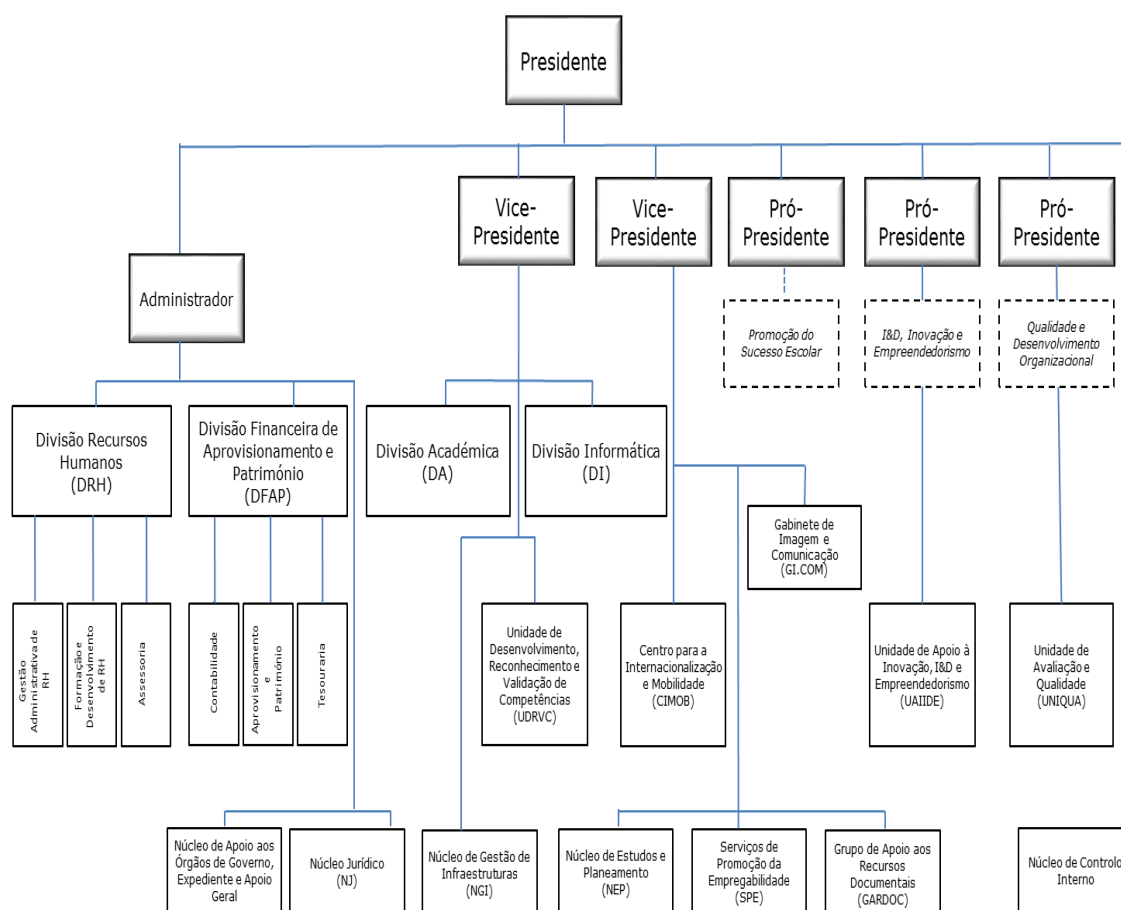 Presidente
Vice-
Presidente
Vice-
Presidente
Pró-
Presidente
Pró-
Presidente
Pró-
Presidente
Administrador
Promoção do
Sucesso Escolar
I&D, Inovação e
Empreendedorismo
Qualidade e
Desenvolvimento
Organizacional
Divisão Recursos
Humanos
(DRH)
Divisão Financeira de
Aprovisionamento e
Património
(DFAP)
Divisão Académica
(DA)
Divisão Informática
(DI)
Gabinete de
Imagem e
Comunicação
(GI.COM)
Gestão
Administrativa de
RH
Formação e
Desenvolvimento
de RH
Assessoria
Contabilidade
Aprovisionamento
e
Património
Tesouraria
Unidade de
Desenvolvimento,
Reconhecimento e
Validação de
Competências
(UDRVC)
Centro para a
Internacionalização
e Mobilidade
(CIMOB)
Unidade de Apoio à
Inovação, I&D e
Empreendedorismo
(UAIIDE)
Unidade de
Avaliação e
Qualidade
(UNIQUA)
Núcleo de Apoio aos
Órgãos de Governo,
Expediente e Apoio
Geral
Núcleo Jurídico
(NJ)
Núcleo de Gestão de
Infraestruturas
(NGI)
Núcleo de Estudos e
Planeamento
(NEP)
Serviços de
Promoção da
Empregabilidade
(SPE)
Grupo de Apoio aos
Recursos
Documentais
(GARDOC)
Núcleo de Controlo
Interno